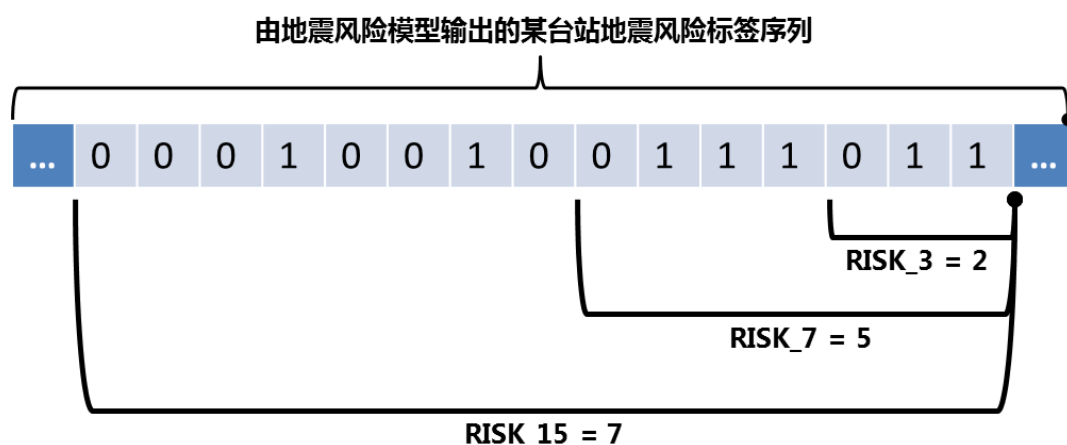 由地震风险模型输出的某台站地震风险标签序列
... 0 0 0 1 0 0 1 0 0 1 1 1 0 1 1 ...
RISK_3 = 2
RISK_7 = 5
RISK 15 = 7